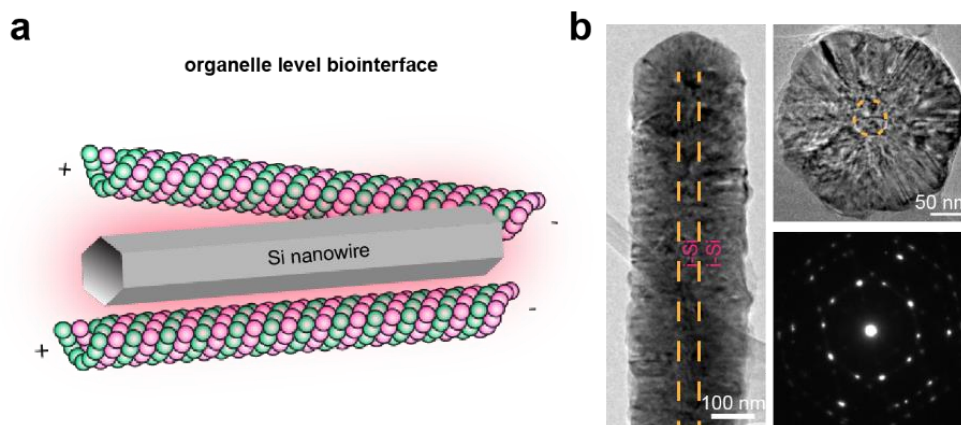 a
organelle level biointerface
+
-
Si nanowire
+
-
b
i-Si
i-Si
100 nm
50 nm